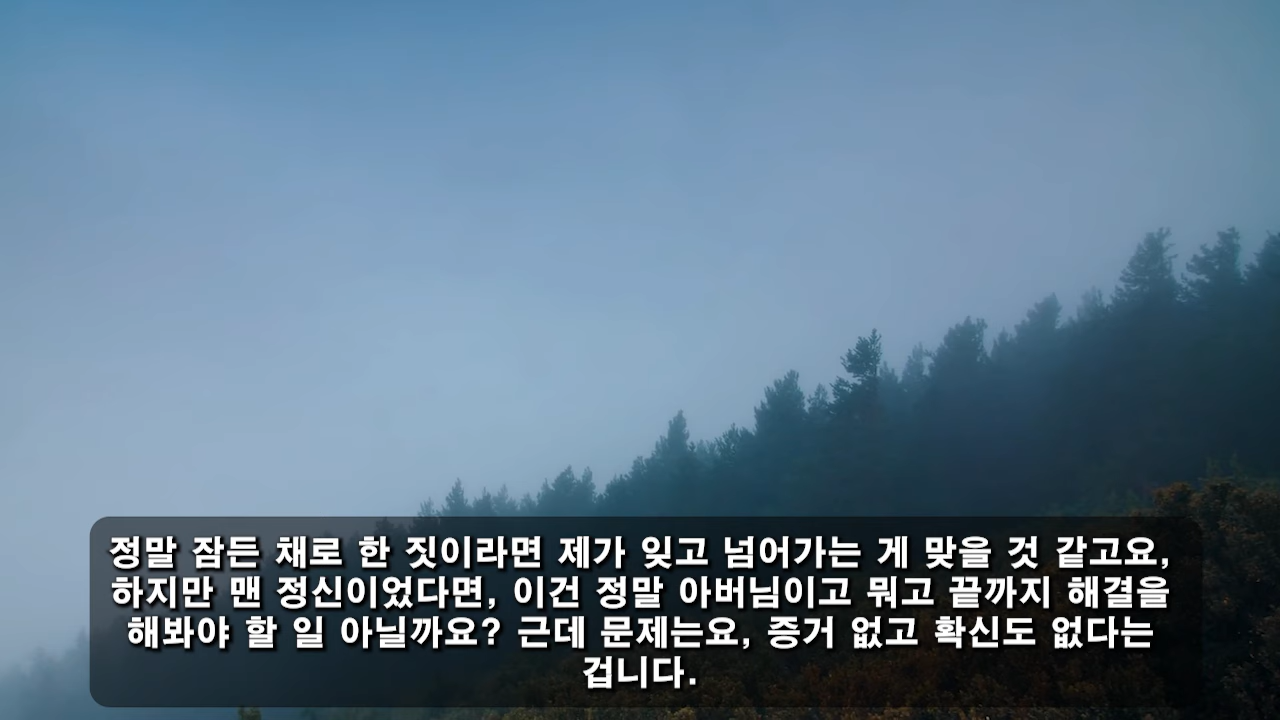 정말 잠든 채로 한 짓이라면 제가 잊고 넘어가는 게 맞을 것 같고요,
하지만 맨 정신이었다면, 이건 정말 아버님이고 뭐고 끝까지 해결을
해봐야 할 일 아닐까요? 근데 문제는요, 증거 없고 확신도 없다는
겁니다.